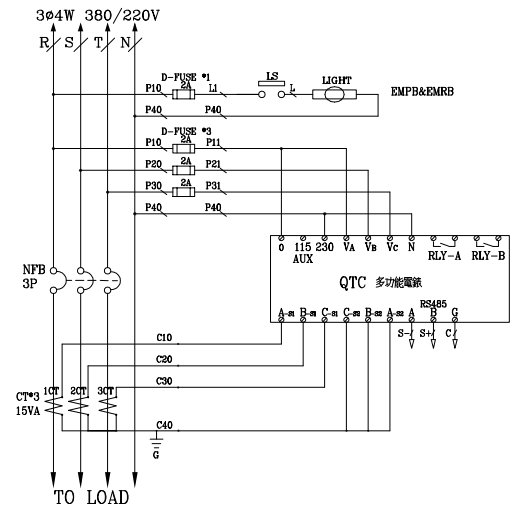 3ø4W 380/220V
R S T N
D-FUSE *1
P10 2A L1 LS L LIGHT
EMPB&EMRB
P40 P40
D-FUSE *3
P10 2A P11
P20 2A P21
P30 2A P31
P40 P40
0 115 230 VA VB VC N
AUX RLY-A RLY-B
NFB
3P
QTC 多功能電錶
RS485
A-S1 B-S1 C-S1 C-S2 B-S2 A-S2 A B G
S- S+ C
C10
C20
C30
1CT 2CT 3CT
CT*3
15VA
C40
G
TO LOAD